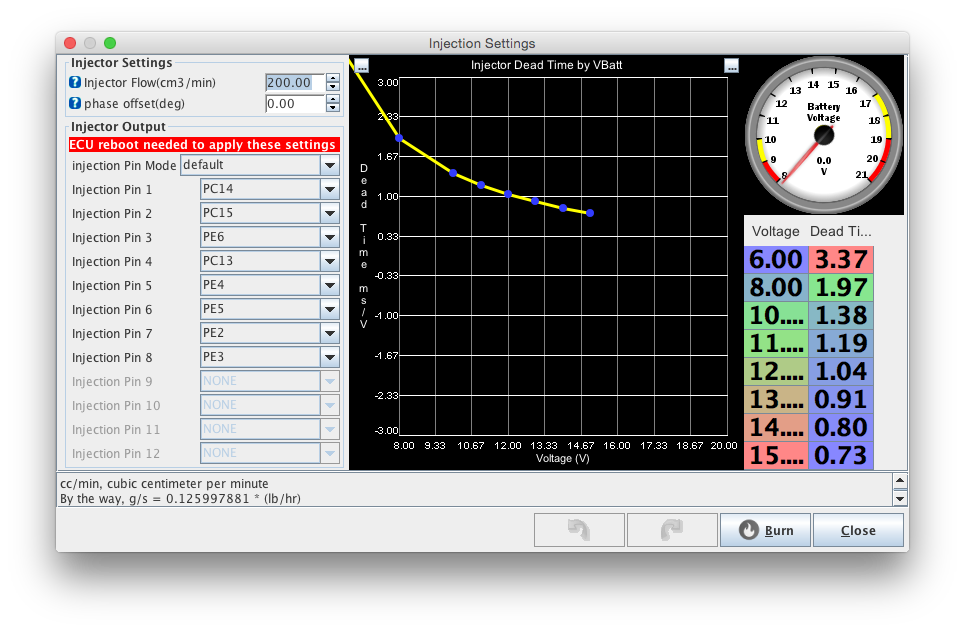 Injection Settings
Injector Settings
Injector Flow(cm3/min) 200.00
phase offset(deg) 0.00
Injector Output
ECU reboot needed to apply these settings
injection Pin Mode default
Injection Pin 1 PC14
Injection Pin 2 PC15
Injection Pin 3 PE6
Injection Pin 4 PC13
Injection Pin 5 PE4
Injection Pin 6 PE5
Injection Pin 7 PE2
Injection Pin 8 PE3
Injection Pin 9 NONE
Injection Pin 10 NONE
Injection Pin 11 NONE
Injection Pin 12 NONE
... Injector Dead Time by VBatt ...
3.00
2.33
1.67
1.00
0.33
-0.33
-1.00
-1.67
-2.33
-3.00
Dead Time ms/V
8.00 9.33 10.67 12.00 13.33 14.67 16.00 17.33 18.67 20.00
Voltage (V)
8 9 10 11 12 13 14 15 16 17 18 19 20 21
Battery
Voltage
0.0
V
Voltage Dead Ti...
6.00 3.37
8.00 1.97
10.... 1.38
11.... 1.19
12.... 1.04
13.... 0.91
14.... 0.80
15.... 0.73
cc/min, cubic centimeter per minute
By the way, g/s = 0.125997881 * (lb/hr)
Burn
Close